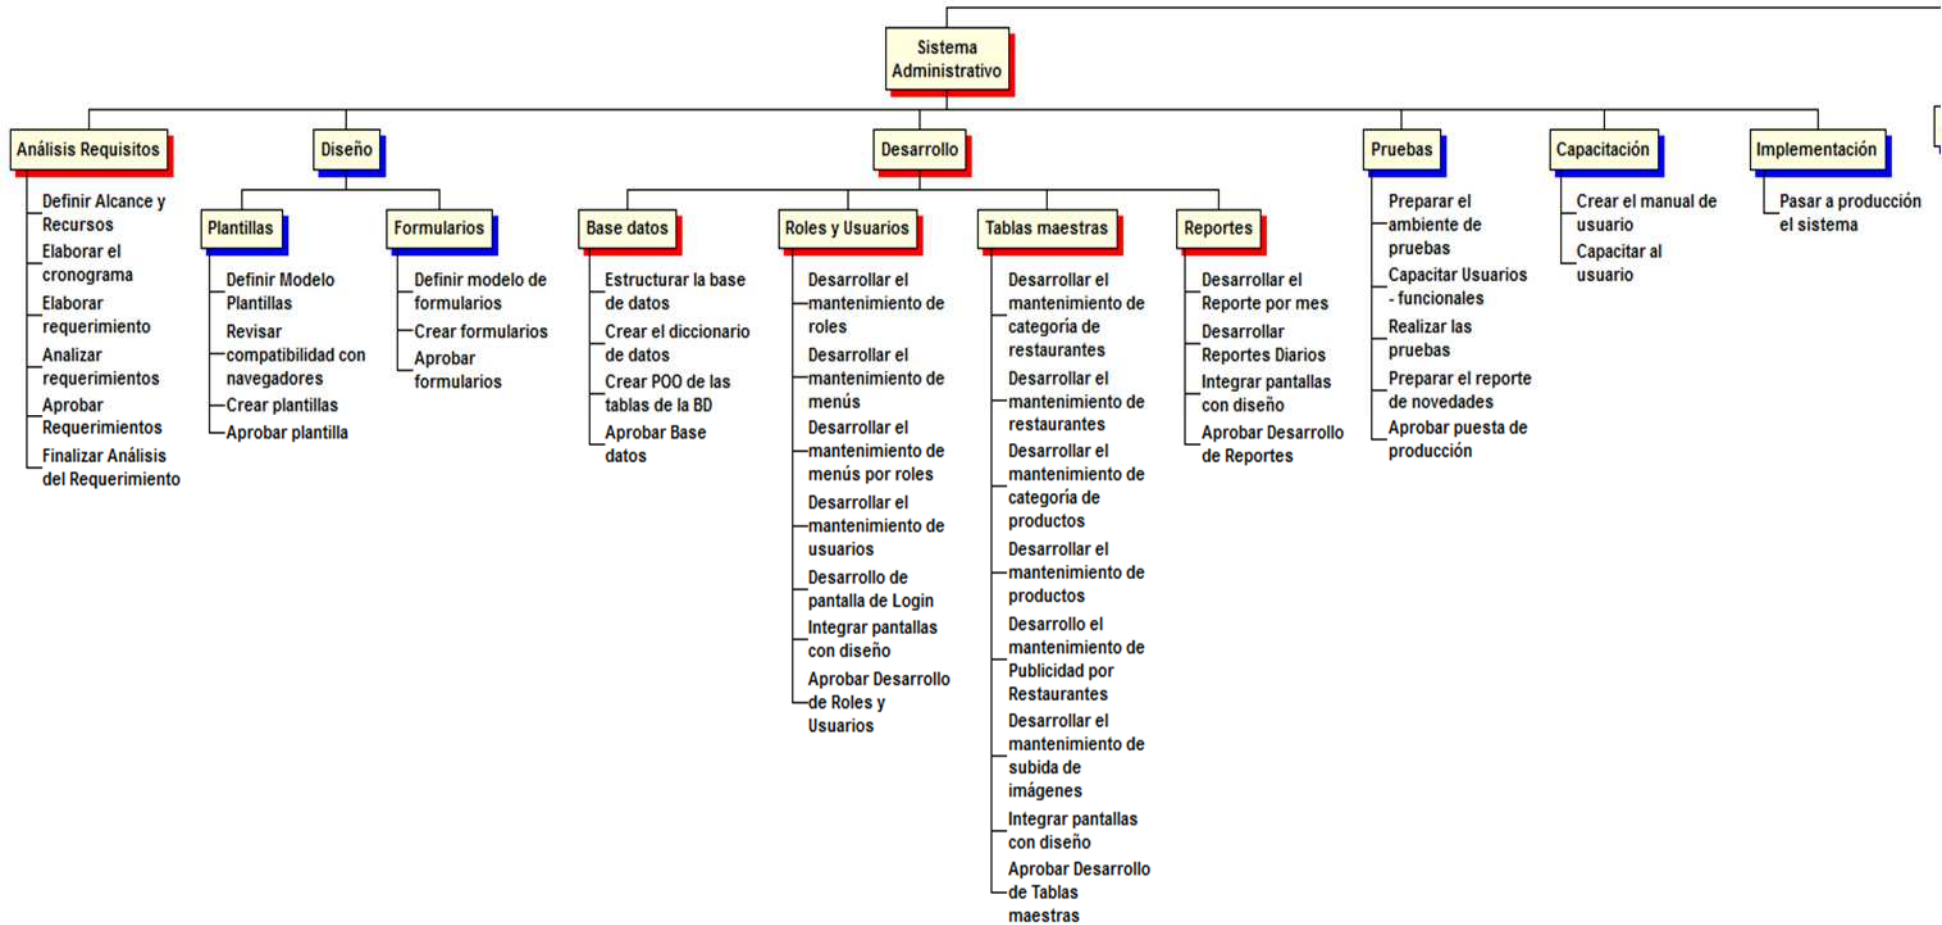 Sistema
Administrativo
Análisis Requisitos
Definir Alcance y
Recursos
Elaborar el
cronograma
Elaborar
requerimiento
Analizar
requerimientos
Aprobar
Requerimientos
Finalizar Análisis
del Requerimiento
Diseño
Plantillas
Definir Modelo
Plantillas
Revisar
compatibilidad con
navegadores
Crear plantillas
Aprobar plantilla
Formularios
Definir modelo de
formularios
Crear formularios
Aprobar
formularios
Desarrollo
Base datos
Estructurar la base
de datos
Crear el diccionario
de datos
Crear POO de las
tablas de la BD
Aprobar Base
datos
Roles y Usuarios
Desarrollar el
mantenimiento de
roles
Desarrollar el
mantenimiento de
menús
Desarrollar el
mantenimiento de
menús por roles
Desarrollar el
mantenimiento de
usuarios
Desarrollo de
pantalla de Login
Integrar pantallas
con diseño
Aprobar Desarrollo
de Roles y
Usuarios
Tablas maestras
Desarrollar el
mantenimiento de
categoría de
restaurantes
Desarrollar el
mantenimiento de
restaurantes
Desarrollar el
mantenimiento de
categoría de
productos
Desarrollar el
mantenimiento de
productos
Desarrollo el
mantenimiento de
Publicidad por
Restaurantes
Desarrollar el
mantenimiento de
subida de
imágenes
Integrar pantallas
con diseño
Aprobar Desarrollo
de Tablas
maestras
Reportes
Desarrollar el
Reporte por mes
Desarrollar
Reportes Diarios
Integrar pantallas
con diseño
Aprobar Desarrollo
de Reportes
Pruebas
Preparar el
ambiente de
pruebas
Capacitar Usuarios
- funcionales
Realizar las
pruebas
Preparar el reporte
de novedades
Aprobar puesta de
producción
Capacitación
Crear el manual de
usuario
Capacitar al
usuario
Implementación
Pasar a producción
el sistema